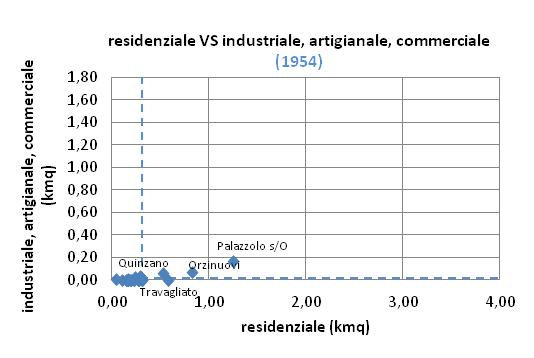 residenziale VS industriale, artigianale, commerciale
(1954)
industriale, artigianale, commerciale
(kmq)
1,80
1,60
1,40
1,20
1,00
0,80
0,60
0,40
0,20
0,00
Palazzolo s/O
Quinzano
Orzinuovi
Travagliato
0,00 1,00 2,00 3,00 4,00
residenziale (kmq)